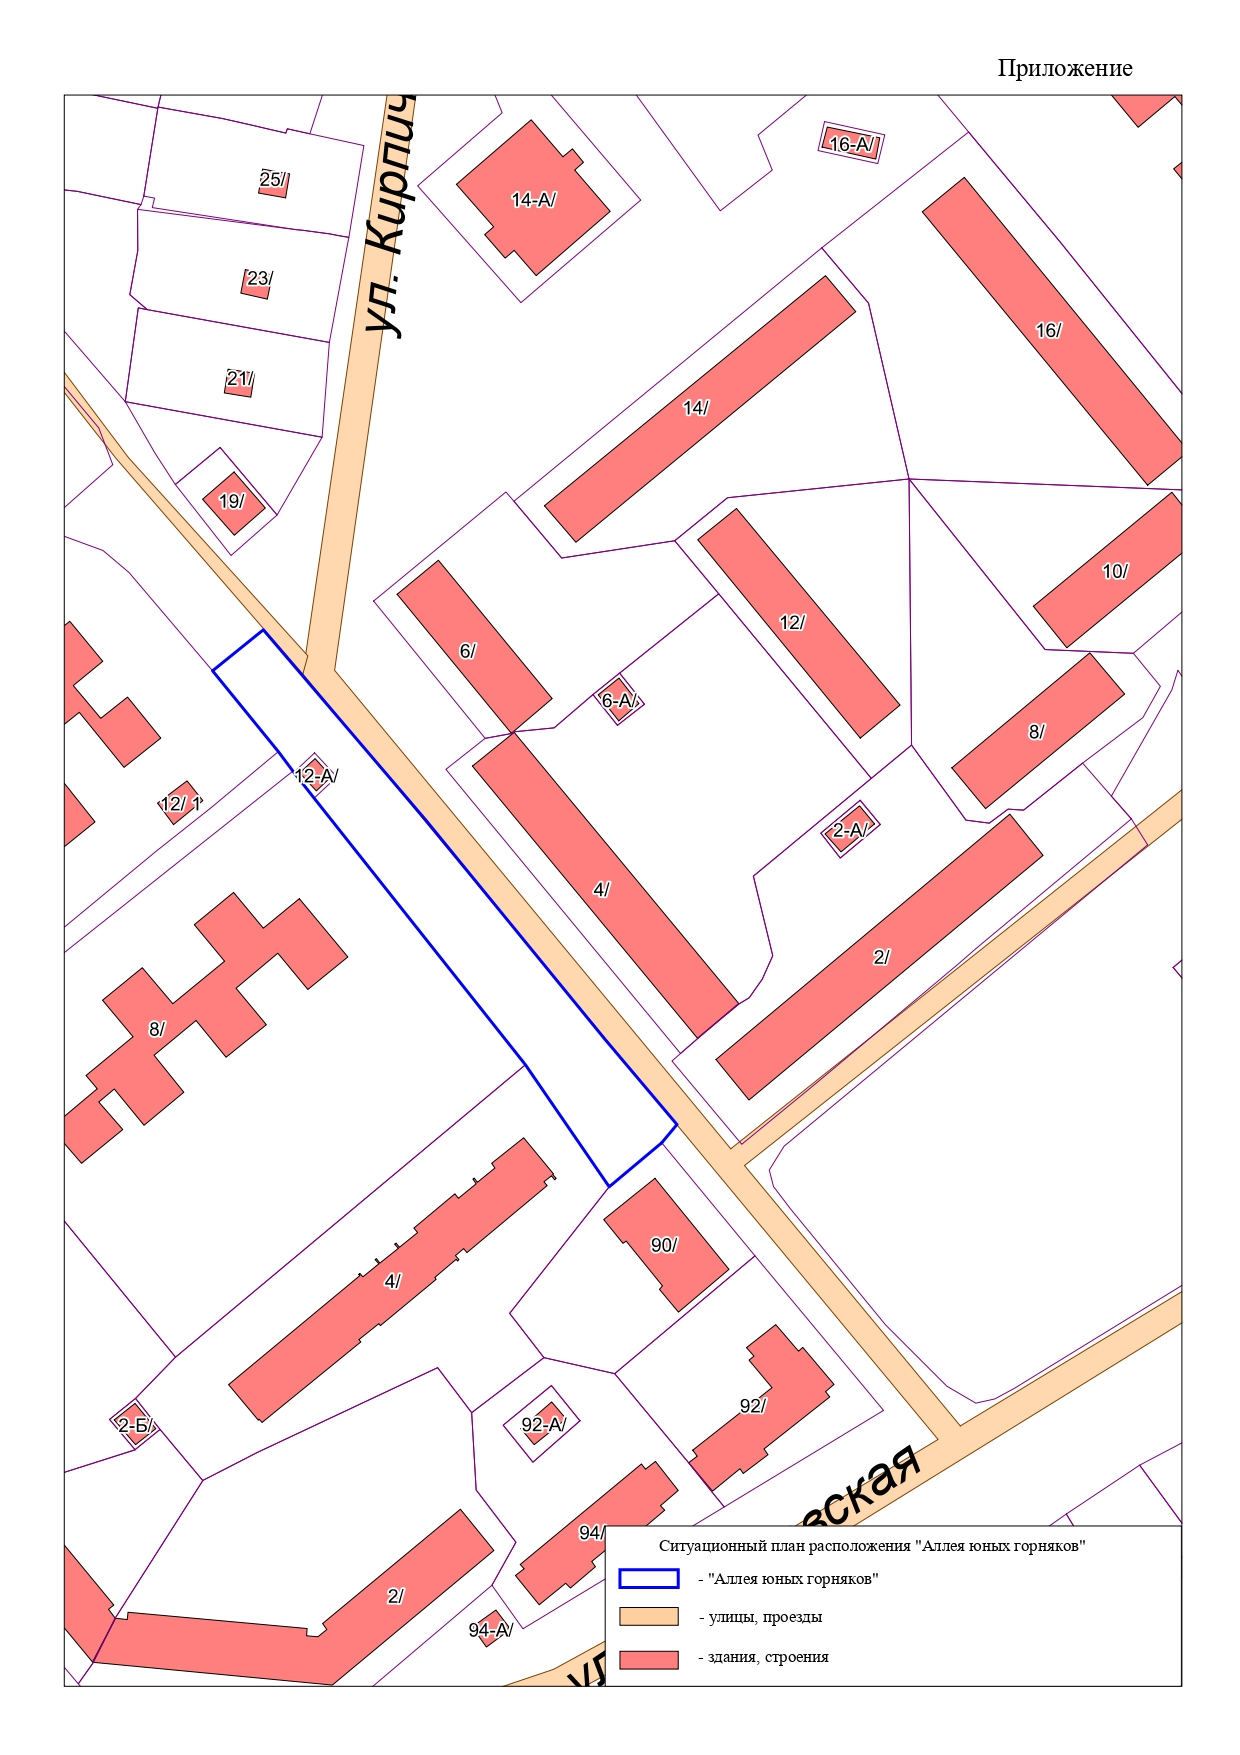 Приложение
ул. Кирпич
25/
14-А/
16-А/
23/
16/
21/
14/
19/
10/
12/
6/
6-А/
8/
12-А/
12/ 1
2-А/
4/
2/
8/
90/
4/
92/
2-Б/
92-А/
вская
94/
2/
94-А/
ул
Ситуационный план расположения "Аллея юных горняков"
- "Аллея юных горняков"
- улицы, проезды
- здания, строения